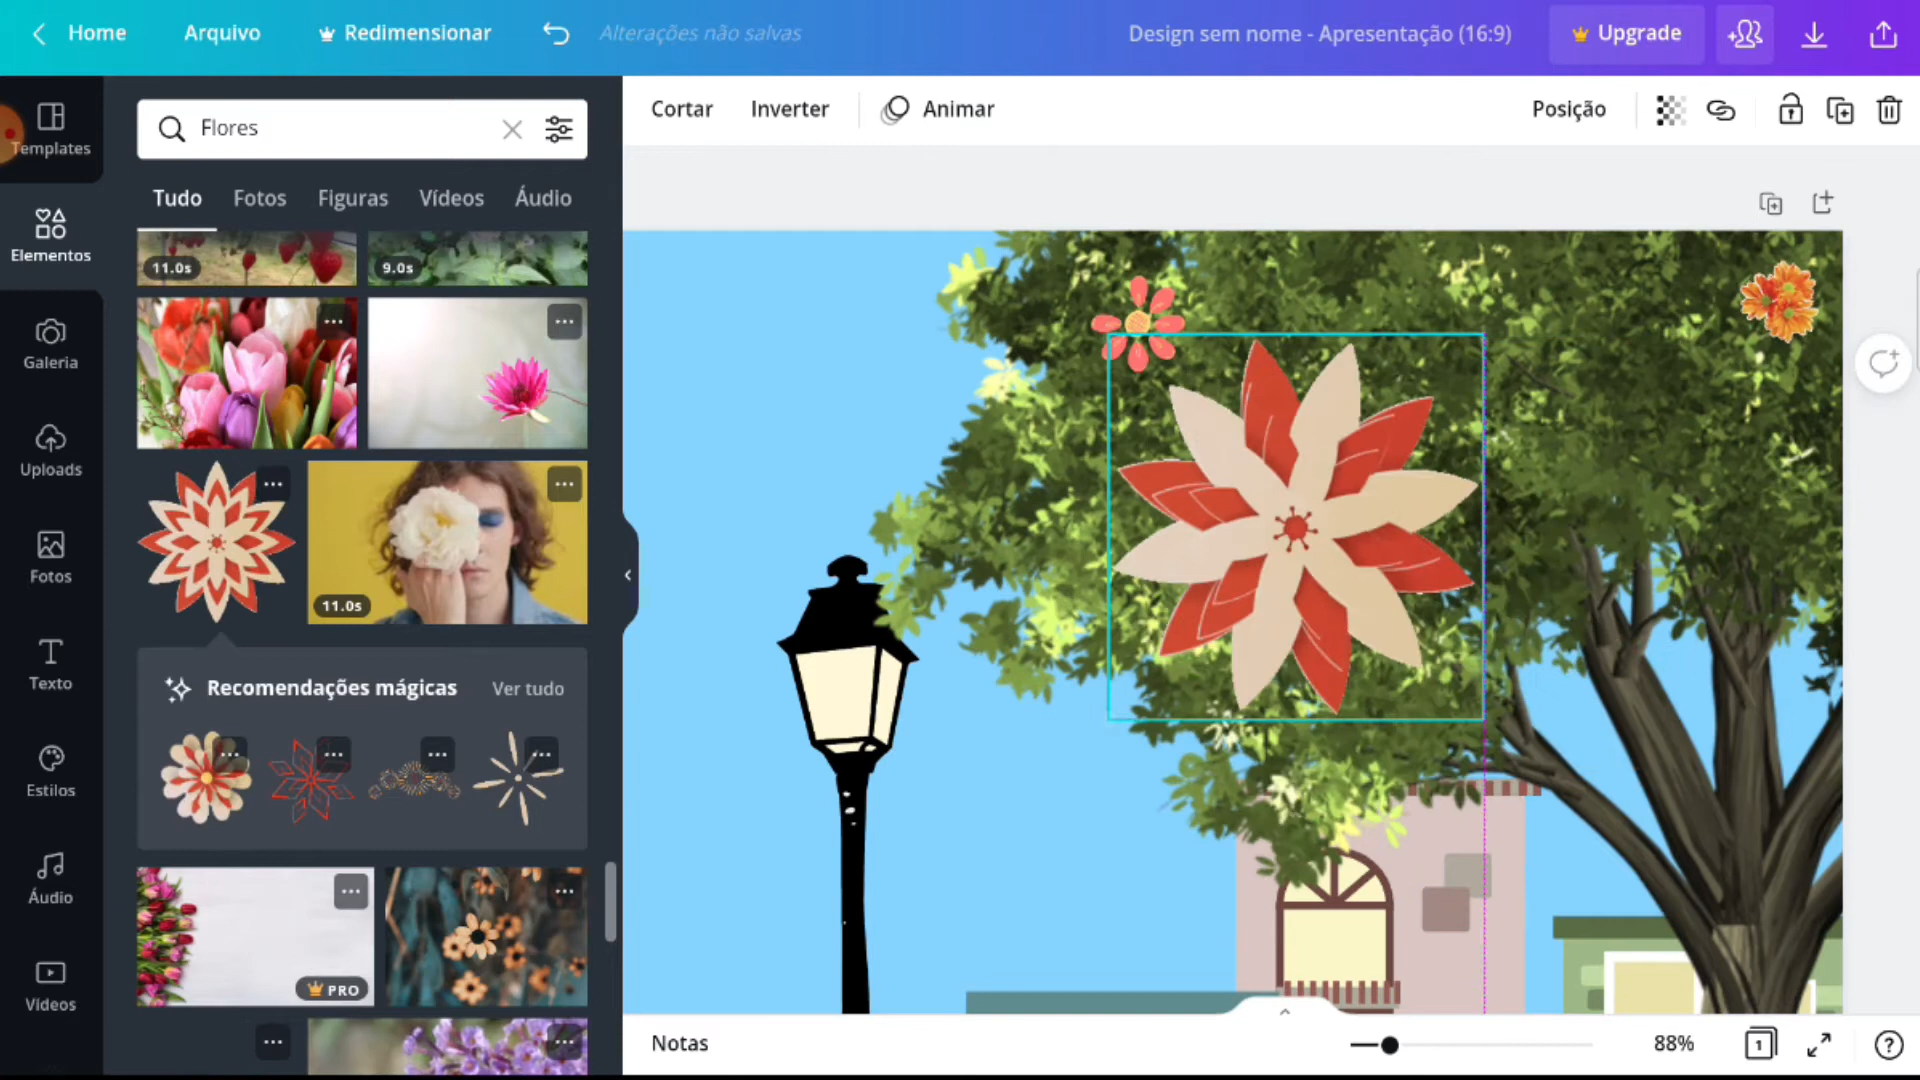 Home
Arquivo
Redimensionar
Alterações não salvas
Design sem nome - Apresentação (16:9)
Upgrade
Templates
Elementos
Galeria
Uploads
Fotos
Texto
Estilos
Áudio
Vídeos
Flores
Tudo
Fotos
Figuras
Vídeos
Áudio
11.0s
9.0s
11.0s
Recomendações mágicas
Ver tudo
PRO
Cortar
Inverter
Animar
Posição
Notas
88%
1